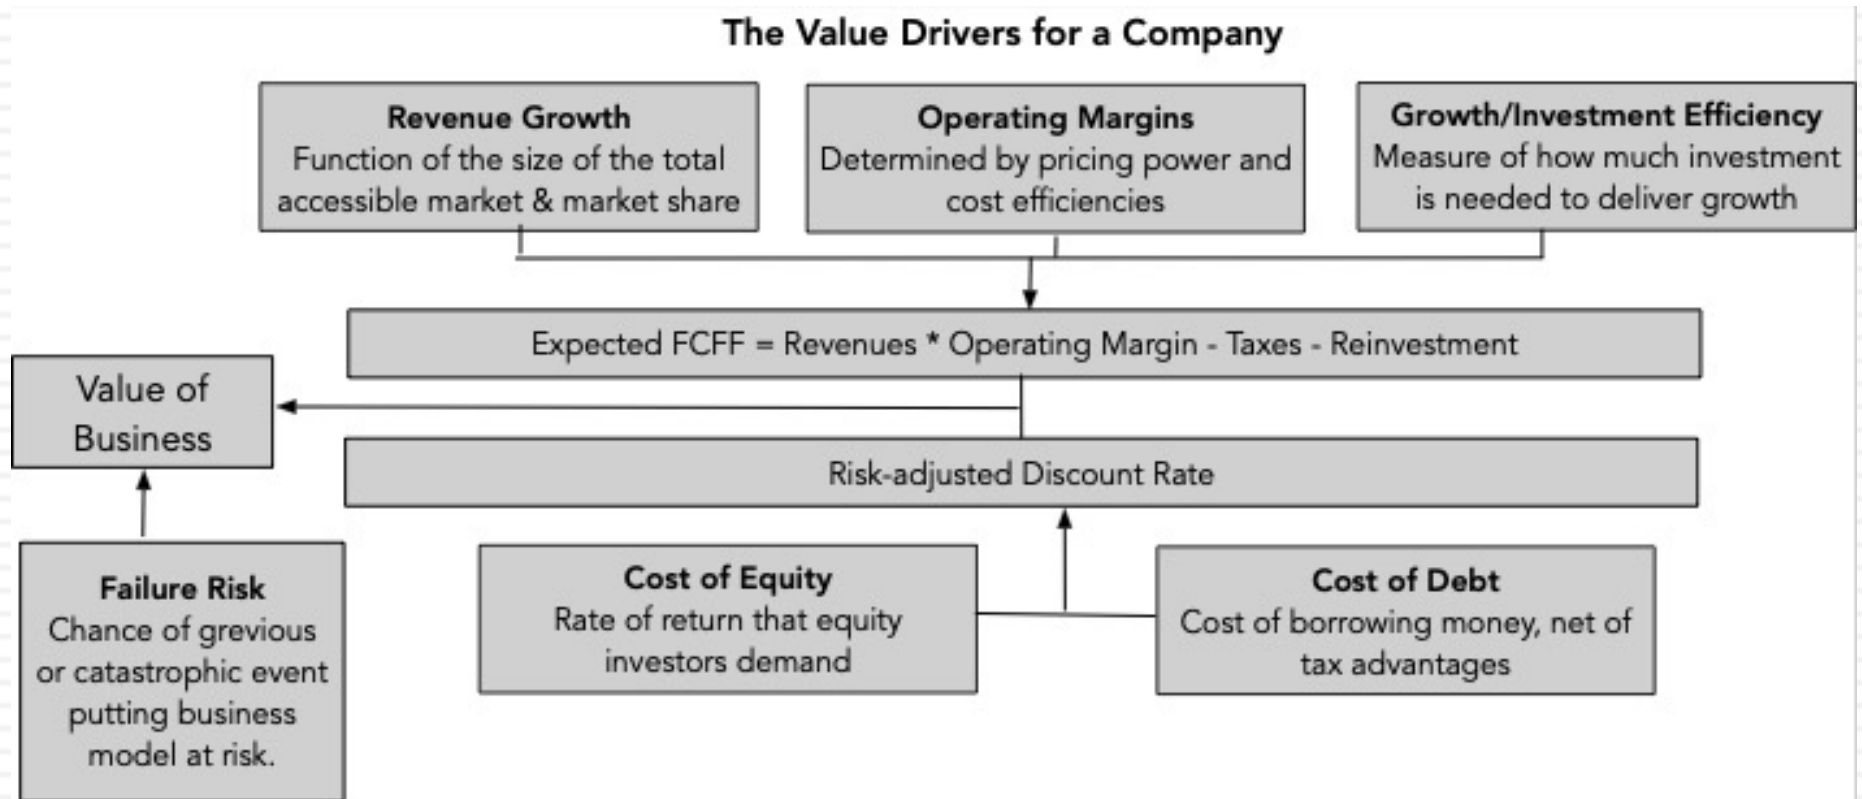 The Value Drivers for a Company
Revenue Growth
Function of the size of the total
accessible market & market share
Operating Margins
Determined by pricing power and
cost efficiencies
Growth/Investment Efficiency
Measure of how much investment
is needed to deliver growth
Expected FCFF = Revenues * Operating Margin - Taxes - Reinvestment
Value of
Business
Risk-adjusted Discount Rate
Failure Risk
Chance of grevious
or catastrophic event
putting business
model at risk.
Cost of Equity
Rate of return that equity
investors demand
Cost of Debt
Cost of borrowing money, net of
tax advantages